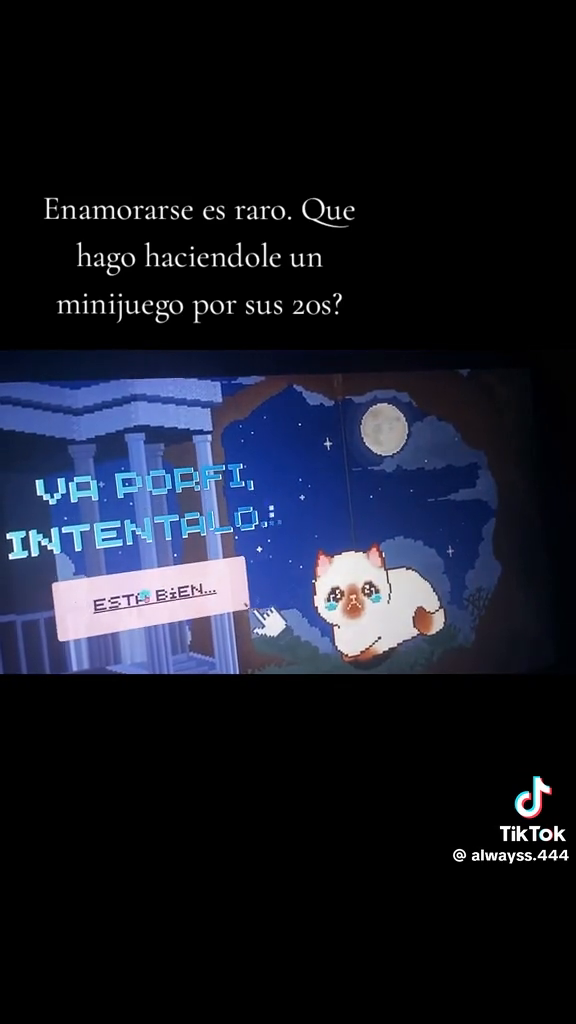 Enamorarse es raro. Que
hago haciendole un
minijuego por sus 20s?
VA PORFI,
INTENTALO.:
ESTA BIEN...
TikTok
@ alwayss.444